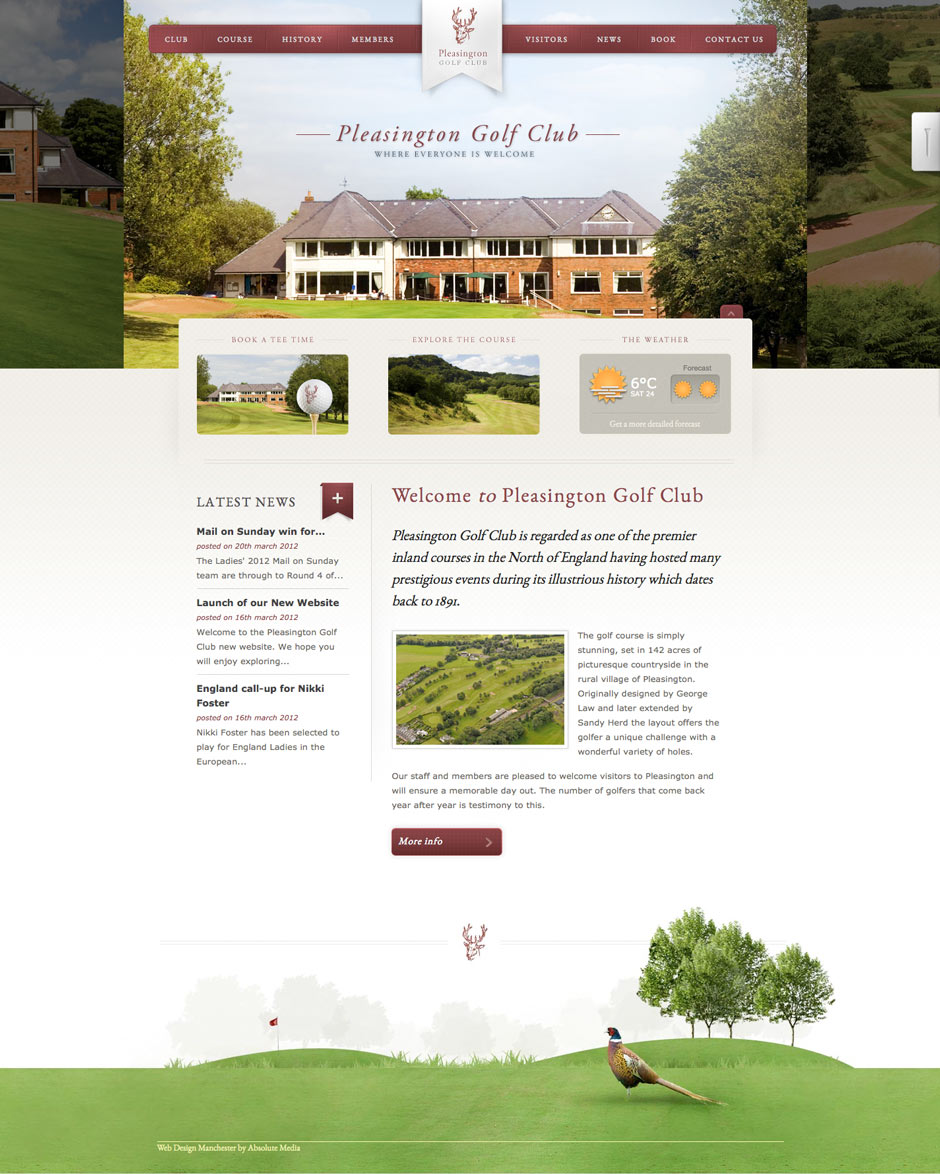 CLUB COURSE HISTORY MEMBERS
Pleasington
GOLF CLUB
VISITORS NEWS BOOK CONTACT US
Pleasington Golf Club
WHERE EVERYONE IS WELCOME
BOOK A TEE TIME
EXPLORE THE COURSE
THE WEATHER
Forecast
6°C
SAT 24
Get a more detailed forecast
LATEST NEWS
+
Mail on Sunday win for...
posted on 20th march 2012
The Ladies' 2012 Mail on Sunday
team are through to Round 4 of...
Launch of our New Website
posted on 16th march 2012
Welcome to the Pleasington Golf
Club new website. We hope you
will enjoy exploring...
England call-up for Nikki
Foster
posted on 16th march 2012
Nikki Foster has been selected to
play for England Ladies in the
European...
Welcome to Pleasington Golf Club
Pleasington Golf Club is regarded as one of the premier
inland courses in the North of England having hosted many
prestigious events during its illustrious history which dates
back to 1891.
The golf course is simply
stunning, set in 142 acres of
picturesque countryside in the
rural village of Pleasington.
Originally designed by George
Law and later extended by
Sandy Herd the layout offers the
golfer a unique challenge with a
wonderful variety of holes.
Our staff and members are pleased to welcome visitors to Pleasington and
will ensure a memorable day out. The number of golfers that come back
year after year is testimony to this.
More info
Web Design Manchester by Absolute Media